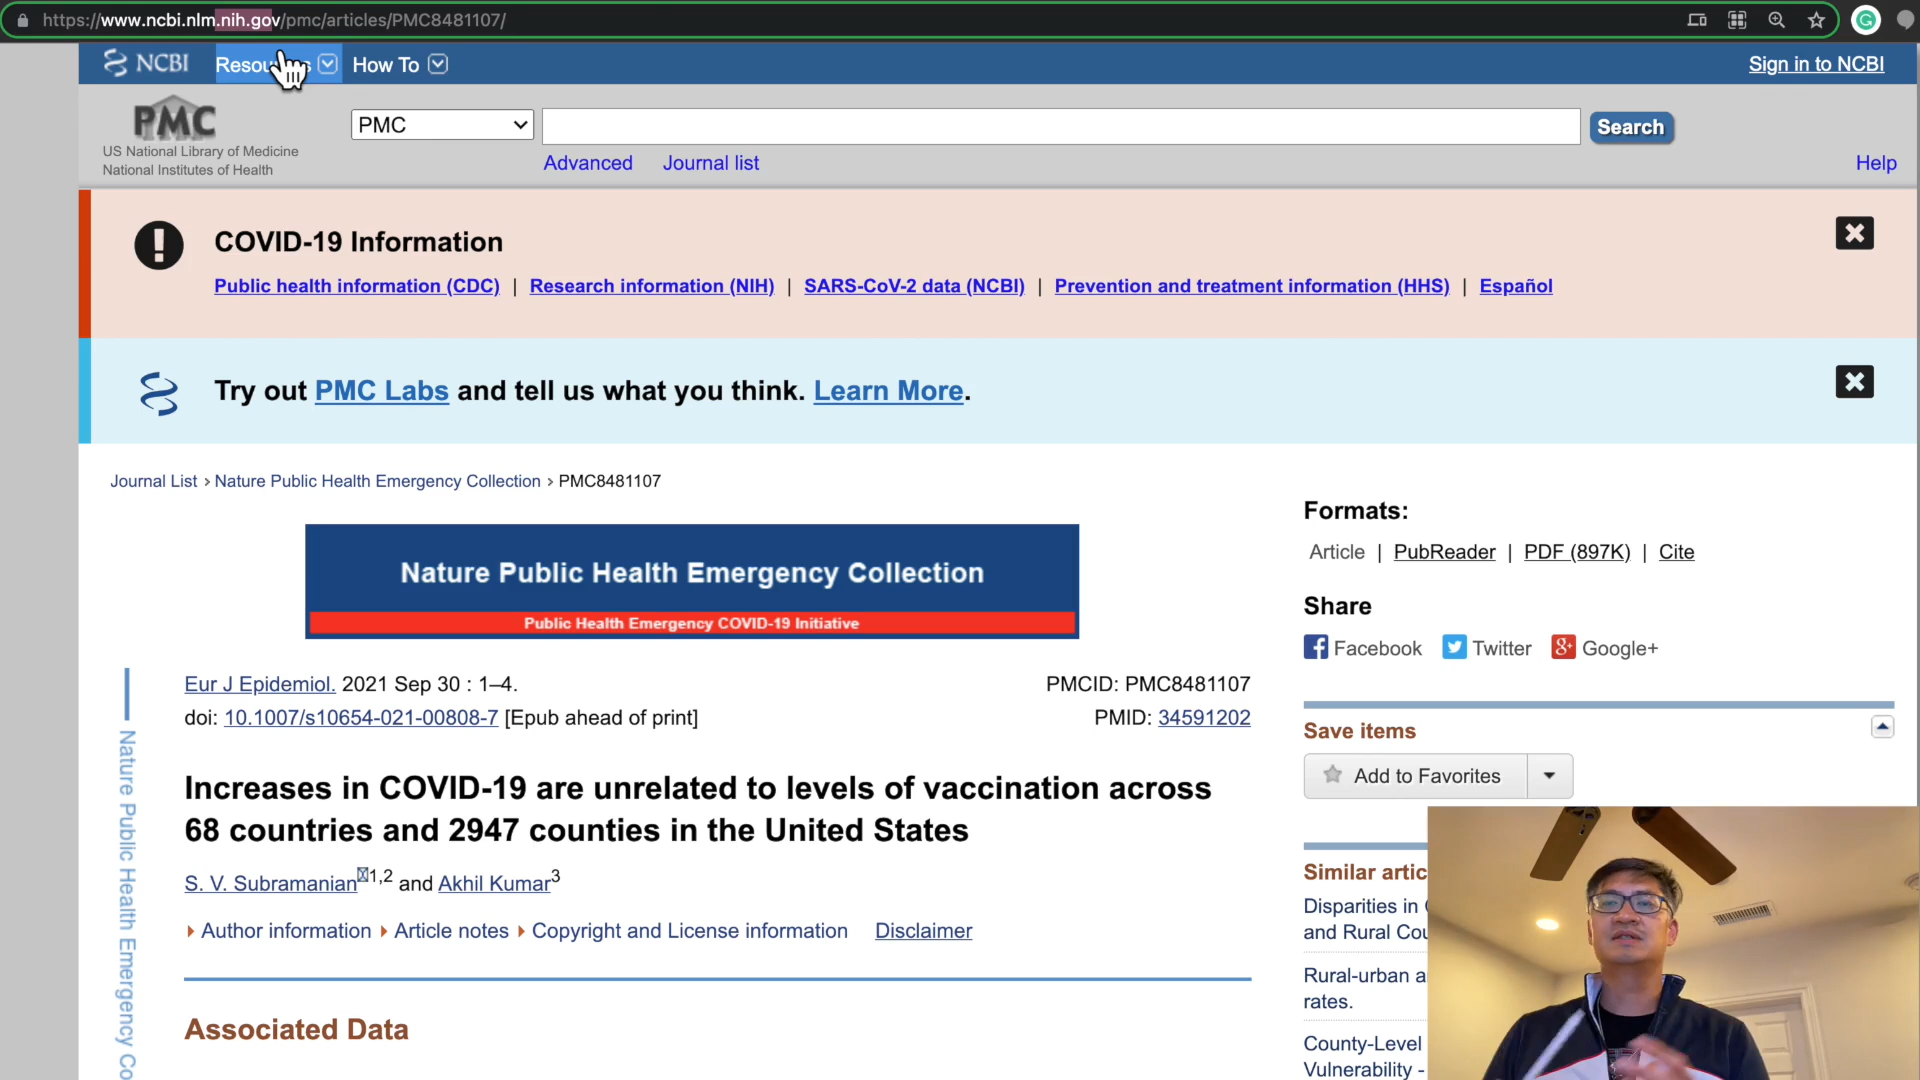 https://www.ncbi.nlm.nih.gov/pmc/articles/PMC8481107/
NCBI
How To
Sign in to NCBI
PMC
US National Library of Medicine
National Institutes of Health
PMC
Search
Advanced
Journal list
Help
COVID-19 Information
Public health information (CDC) | Research information (NIH) | SARS-CoV-2 data (NCBI) | Prevention and treatment information (HHS) | Español
Try out PMC Labs and tell us what you think. Learn More.
Journal List > Nature Public Health Emergency Collection > PMC8481107
Nature Public Health Emergency Collection
Public Health Emergency COVID-19 Initiative
Eur J Epidemiol. 2021 Sep 30 : 1–4.
PMCID: PMC8481107
doi: 10.1007/s10654-021-00808-7 [Epub ahead of print]
PMID: 34591202
Increases in COVID-19 are unrelated to levels of vaccination across
68 countries and 2947 counties in the United States
S. V. Subramanian 1,2 and Akhil Kumar 3
Author information Article notes Copyright and License information Disclaimer
Associated Data
Nature Public Health Emergency Co
Formats:
Article | PubReader | PDF (897K) | Cite
Share
Facebook Twitter Google+
Save items
Add to Favorites
Similar artic
Disparities in
and Rural Cou
Rural-urban a
rates.
County-Level
Vulnerability -